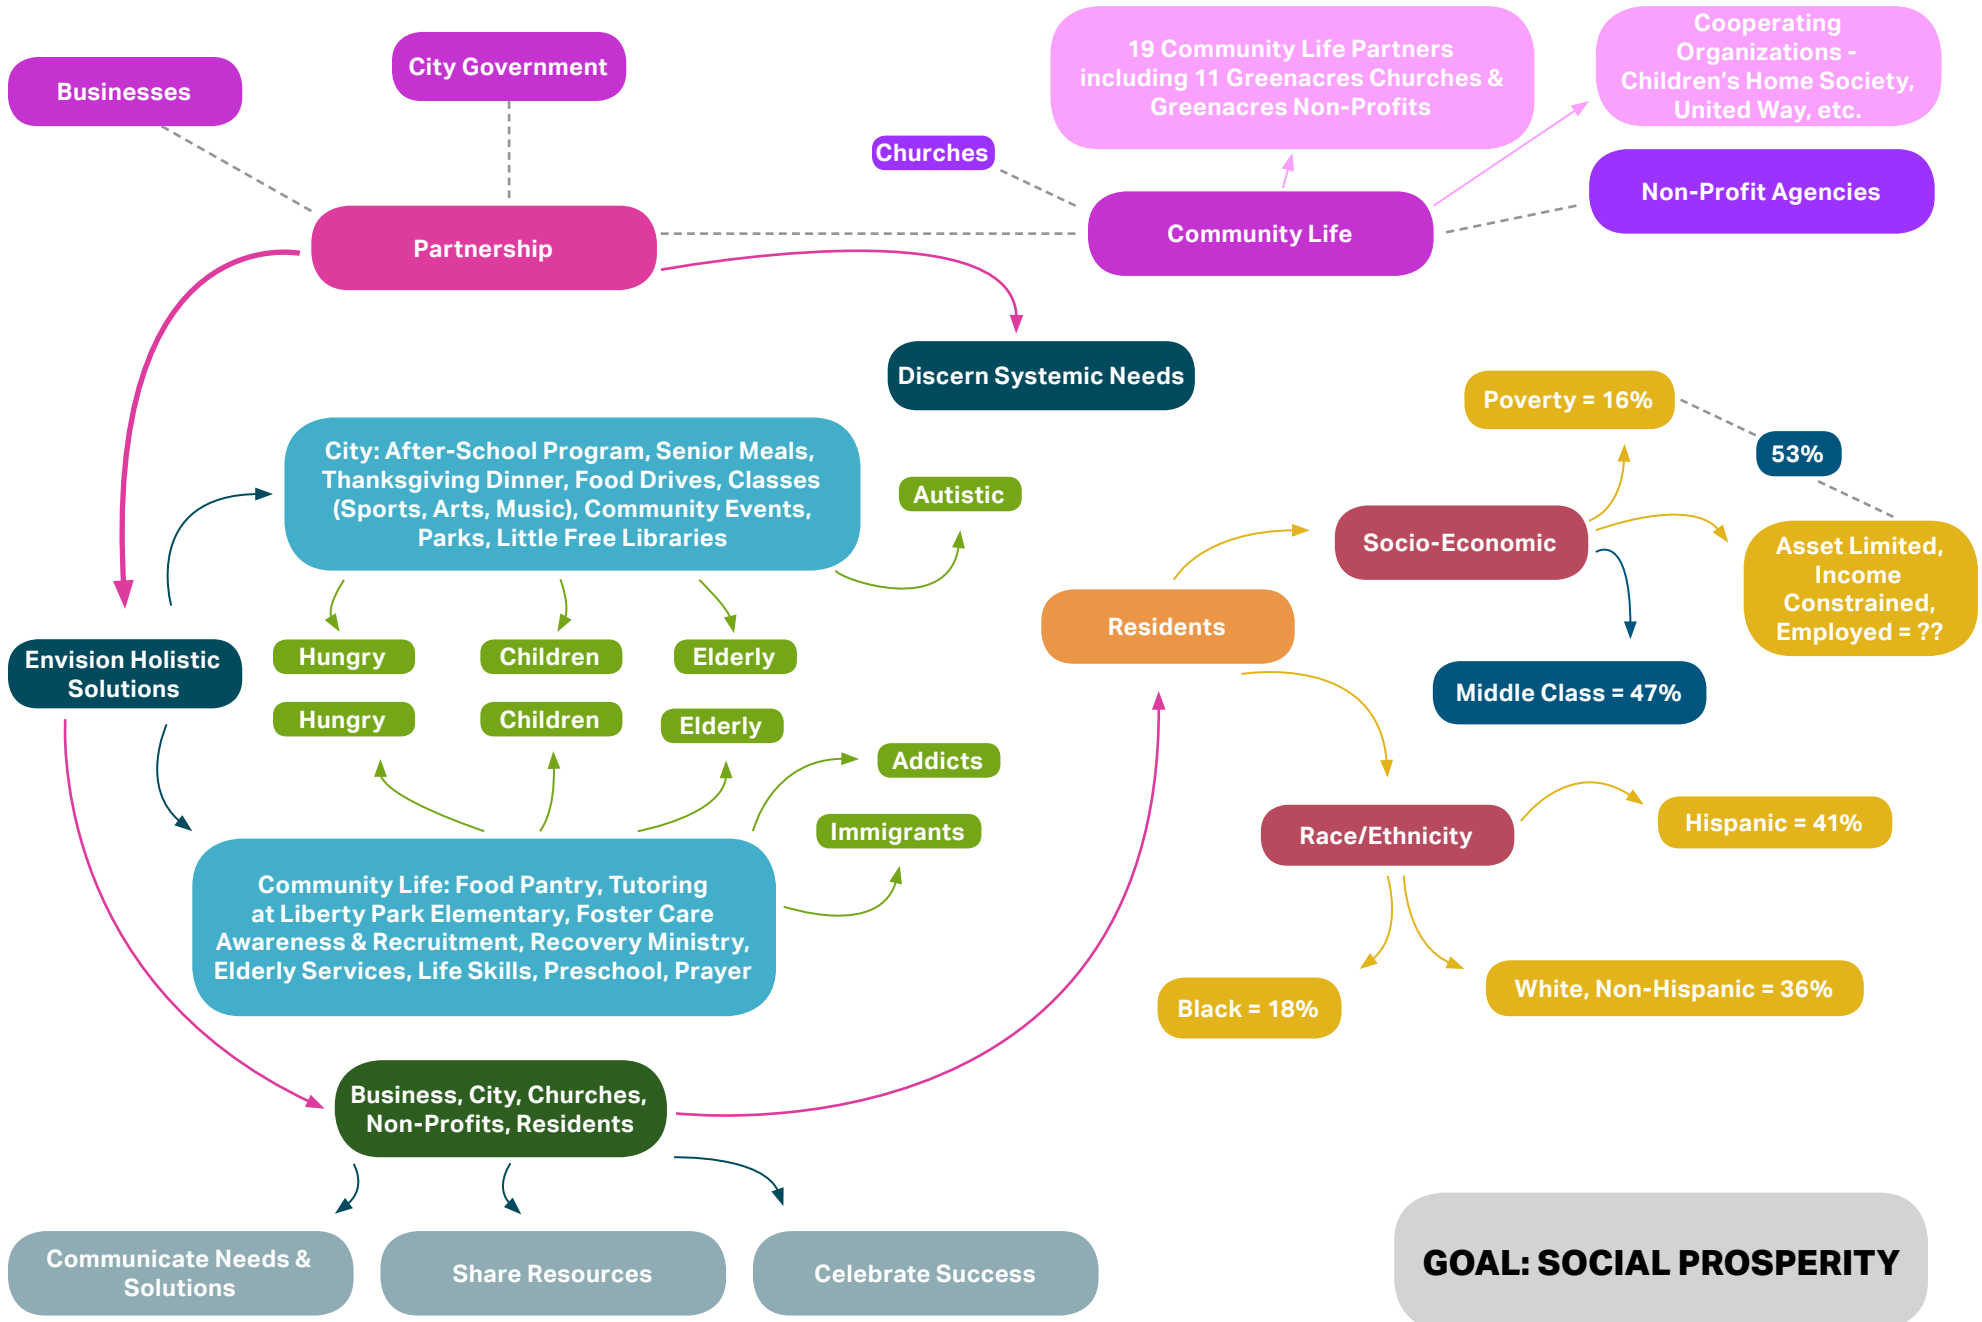 Businesses
City Government
19 Community Life Partners
including 11 Greenacres Churches &
Greenacres Non-Profits
Cooperating
Organizations -
Children's Home Society,
United Way, etc.
Churches
Non-Profit Agencies
Partnership
Community Life
Discern Systemic Needs
Poverty = 16%
53%
City: After-School Program, Senior Meals,
Thanksgiving Dinner, Food Drives, Classes
(Sports, Arts, Music), Community Events,
Parks, Little Free Libraries
Autistic
Socio-Economic
Asset Limited,
Income
Constrained,
Employed = ??
Residents
Envision Holistic
Solutions
Hungry
Children
Elderly
Middle Class = 47%
Hungry
Children
Elderly
Addicts
Immigrants
Race/Ethnicity
Hispanic = 41%
Community Life: Food Pantry, Tutoring
at Liberty Park Elementary, Foster Care
Awareness & Recruitment, Recovery Ministry,
Elderly Services, Life Skills, Preschool, Prayer
Black = 18%
White, Non-Hispanic = 36%
Business, City, Churches,
Non-Profits, Residents
Communicate Needs &
Solutions
Share Resources
Celebrate Success
GOAL: SOCIAL PROSPERITY